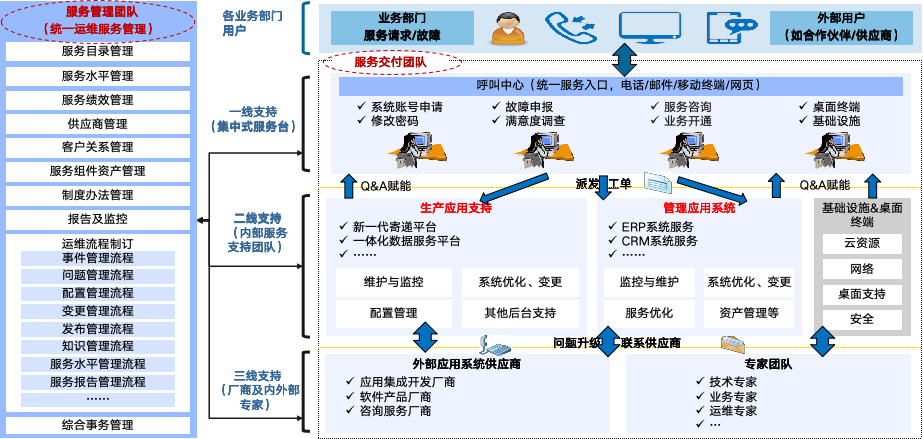 服务管理团队
（统一运维服务管理）
服务目录管理
服务水平管理
服务绩效管理
供应商管理
客户关系管理
服务组件资产管理
制度办法管理
报告及监控
运维流程制订
事件管理流程
问题管理流程
配置管理流程
变更管理流程
发布管理流程
知识管理流程
服务水平管理流程
服务报告管理流程
……
综合事务管理
各业务部门
用户
业务部门
服务请求/故障
外部用户
（如合作伙伴/供应商）
服务交付团队
一线支持
（集中式服务台）
呼叫中心（统一服务入口，电话/邮件/移动终端/网页）
✓ 系统账号申请
✓ 修改密码
✓ 故障申报
✓ 满意度调查
✓ 服务咨询
✓ 业务开通
✓ 桌面终端
✓ 基础设施
Q&A赋能
派发 工单
Q&A赋能
二线支持
（内部服务
支持团队）
生产应用支持
✓ 新一代寄递平台
✓ 一体化数据服务平台
✓ ……
维护与监控
系统优化、变更
配置管理
其他后台支持
管理应用系统
✓ ERP系统服务
✓ CRM系统服务
✓ ……
监控与维护
系统优化、变更
服务优化
资产管理等
基础设施&桌面
终端
云资源
网络
桌面支持
安全
问题升级 联系供应商
三线支持
（厂商及内外部
专家）
外部应用系统供应商
✓ 应用集成开发厂商
✓ 软件产品厂商
✓ 咨询服务厂商
专家团队
✓ 技术专家
✓ 业务专家
✓ 运维专家
✓ …